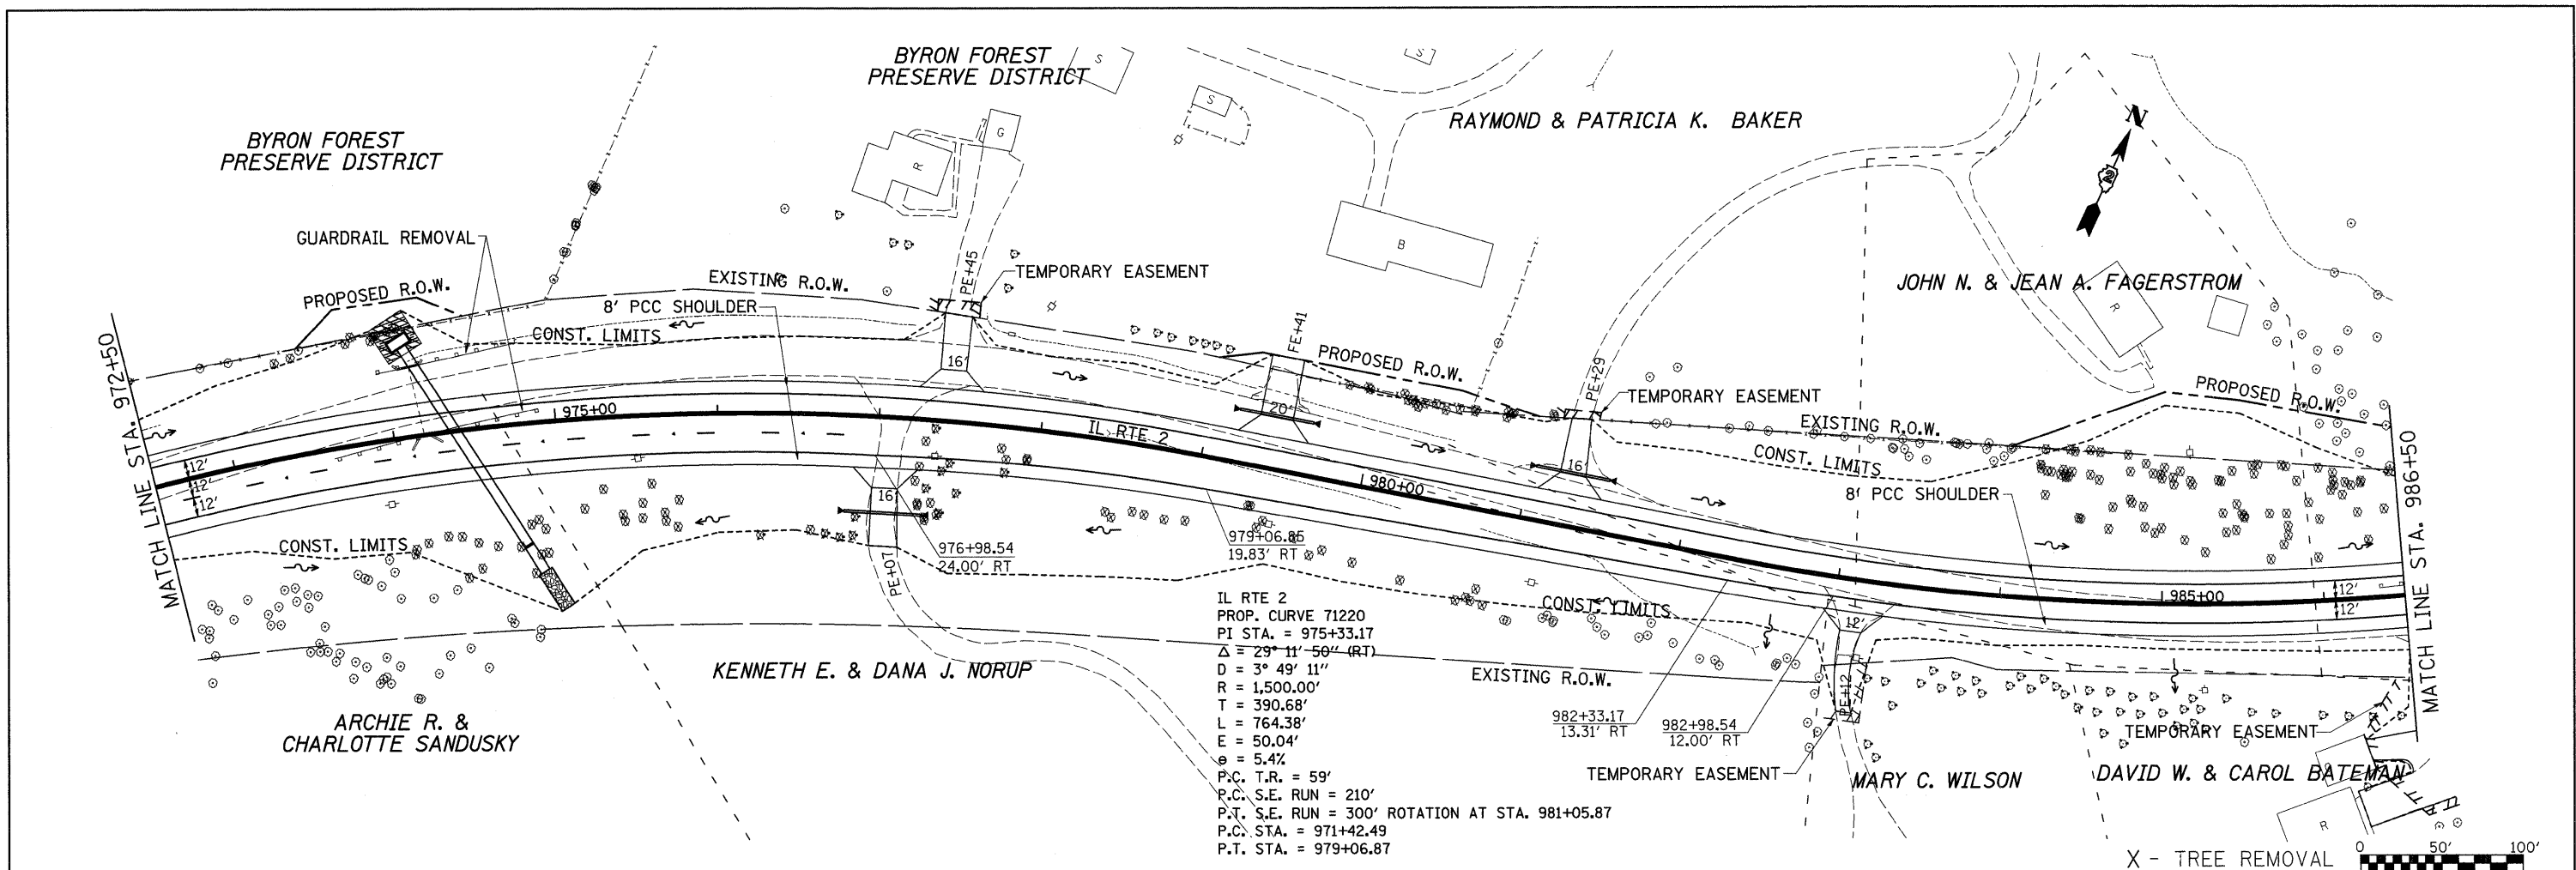 BYRON FOREST
PRESERVE DISTRICT
BYRON FOREST
PRESERVE DISTRICT
S
S
S
G
R
B
RAYMOND & PATRICIA K. BAKER
N
2
JOHN N. & JEAN A. FAGERSTROM
R
GUARDRAIL REMOVAL
PROPOSED R.O.W.
EXISTING R.O.W.
8' PCC SHOULDER
CONST. LIMITS
PE+45
TEMPORARY EASEMENT
16'
FE+41
20'
PROPOSED R.O.W.
PE+29
TEMPORARY EASEMENT
16'
EXISTING R.O.W.
CONST. LIMITS
8' PCC SHOULDER
PROPOSED R.O.W.
MATCH LINE STA. 972+50
12'
12'
12'
975+00
IL RTE 2
980+00
985+00
12'
12'
MATCH LINE STA. 986+50
CONST. LIMITS
16'
PE+07
976+98.54
24.00' RT
979+06.85
19.83' RT
CONST. LIMITS
12'
PE+12
EXISTING R.O.W.
982+33.17
13.31' RT
982+98.54
12.00' RT
TEMPORARY EASEMENT
TEMPORARY EASEMENT
KENNETH E. & DANA J. NORUP
ARCHIE R. &
CHARLOTTE SANDUSKY
MARY C. WILSON
DAVID W. & CAROL BATEMAN
R
IL RTE 2
PROP. CURVE 71220
PI STA. = 975+33.17
Δ = 29° 11' 50" (RT)
D = 3° 49' 11"
R = 1,500.00'
T = 390.68'
L = 764.38'
E = 50.04'
e = 5.4%
P.C. T.R. = 59'
P.C. S.E. RUN = 210'
P.T. S.E. RUN = 300' ROTATION AT STA. 981+05.87
P.C. STA. = 971+42.49
P.T. STA. = 979+06.87
X - TREE REMOVAL
0 50' 100'